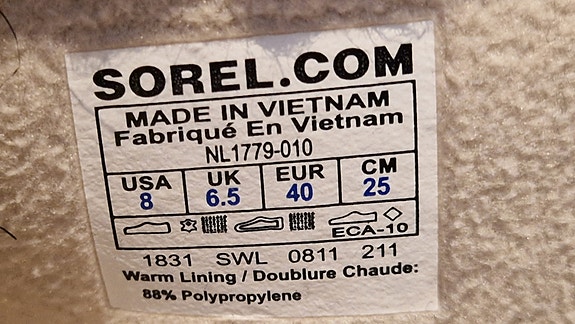 SOREL.COM
MADE IN VIETNAM
Fabriqué En Vietnam
NL1779-010
USA UK EUR CM
8 6.5 40 25
ECA-10
1831 SWL 0811 211
Warm Lining / Doublure Chaude:
88% Polypropylene